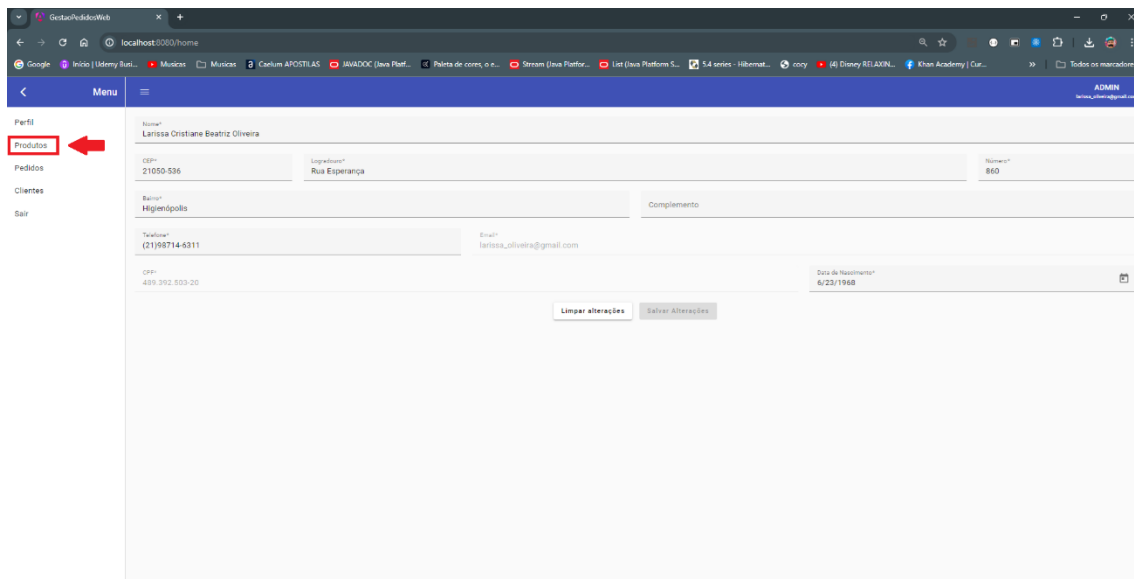 GestaoPedidosWeb
localhost:8080/home
Google Início | Udemy Busi... Musicas Musicas Caelum APOSTILAS JAVADOC (Java Platf... Paleta de cores, o e... Stream (Java Platfor... List (Java Platform S... 5.4 series - Hibernat... cocy (4) Disney RELAXIN... Khan Academy | Cur... » Todos os marcadores
Menu
ADMIN
larissa_oliveira@gmail.co
Perfil
Produtos
Pedidos
Clientes
Sair
Nome*
Larissa Cristiane Beatriz Oliveira
CEP* Logradouro* Número*
21050-536 Rua Esperança 860
Bairro*
Higienópolis Complemento
Telefone* Email*
(21)98714-6311 larissa_oliveira@gmail.com
CPF* Data de Nascimento*
489.392.503-20 6/23/1968
Limpar alterações Salvar Alterações